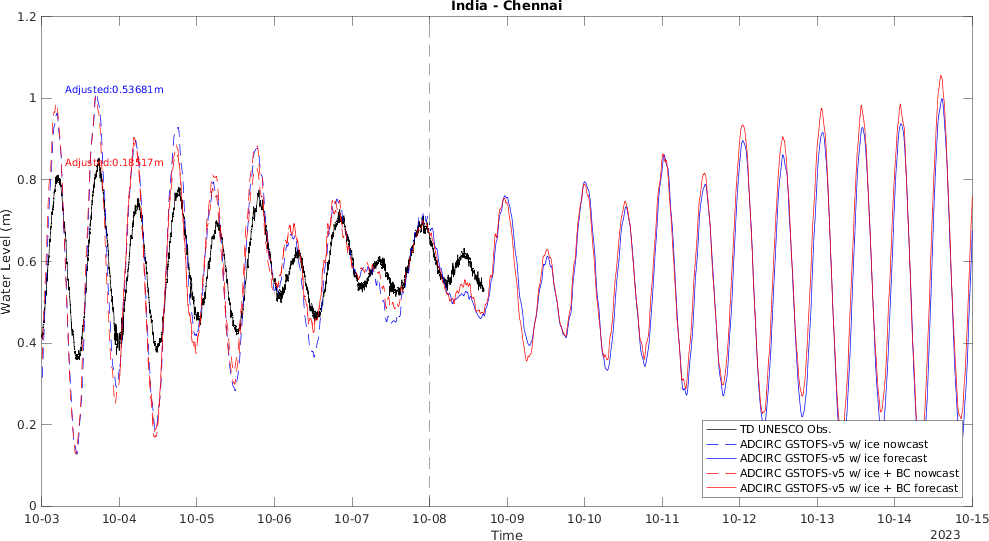 India - Chennai
1.2
1
0.8
0.6
0.4
0.2
0
Water Level (m)
Adjusted:0.53681m
Adjusted:0.18517m
TD UNESCO Obs.
ADCIRC GSTOFS-v5 w/ ice nowcast
ADCIRC GSTOFS-v5 w/ ice forecast
ADCIRC GSTOFS-v5 w/ ice + BC nowcast
ADCIRC GSTOFS-v5 w/ ice + BC forecast
10-03 10-04 10-05 10-06 10-07 10-08 10-09 10-10 10-11 10-12 10-13 10-14 10-15
Time
2023